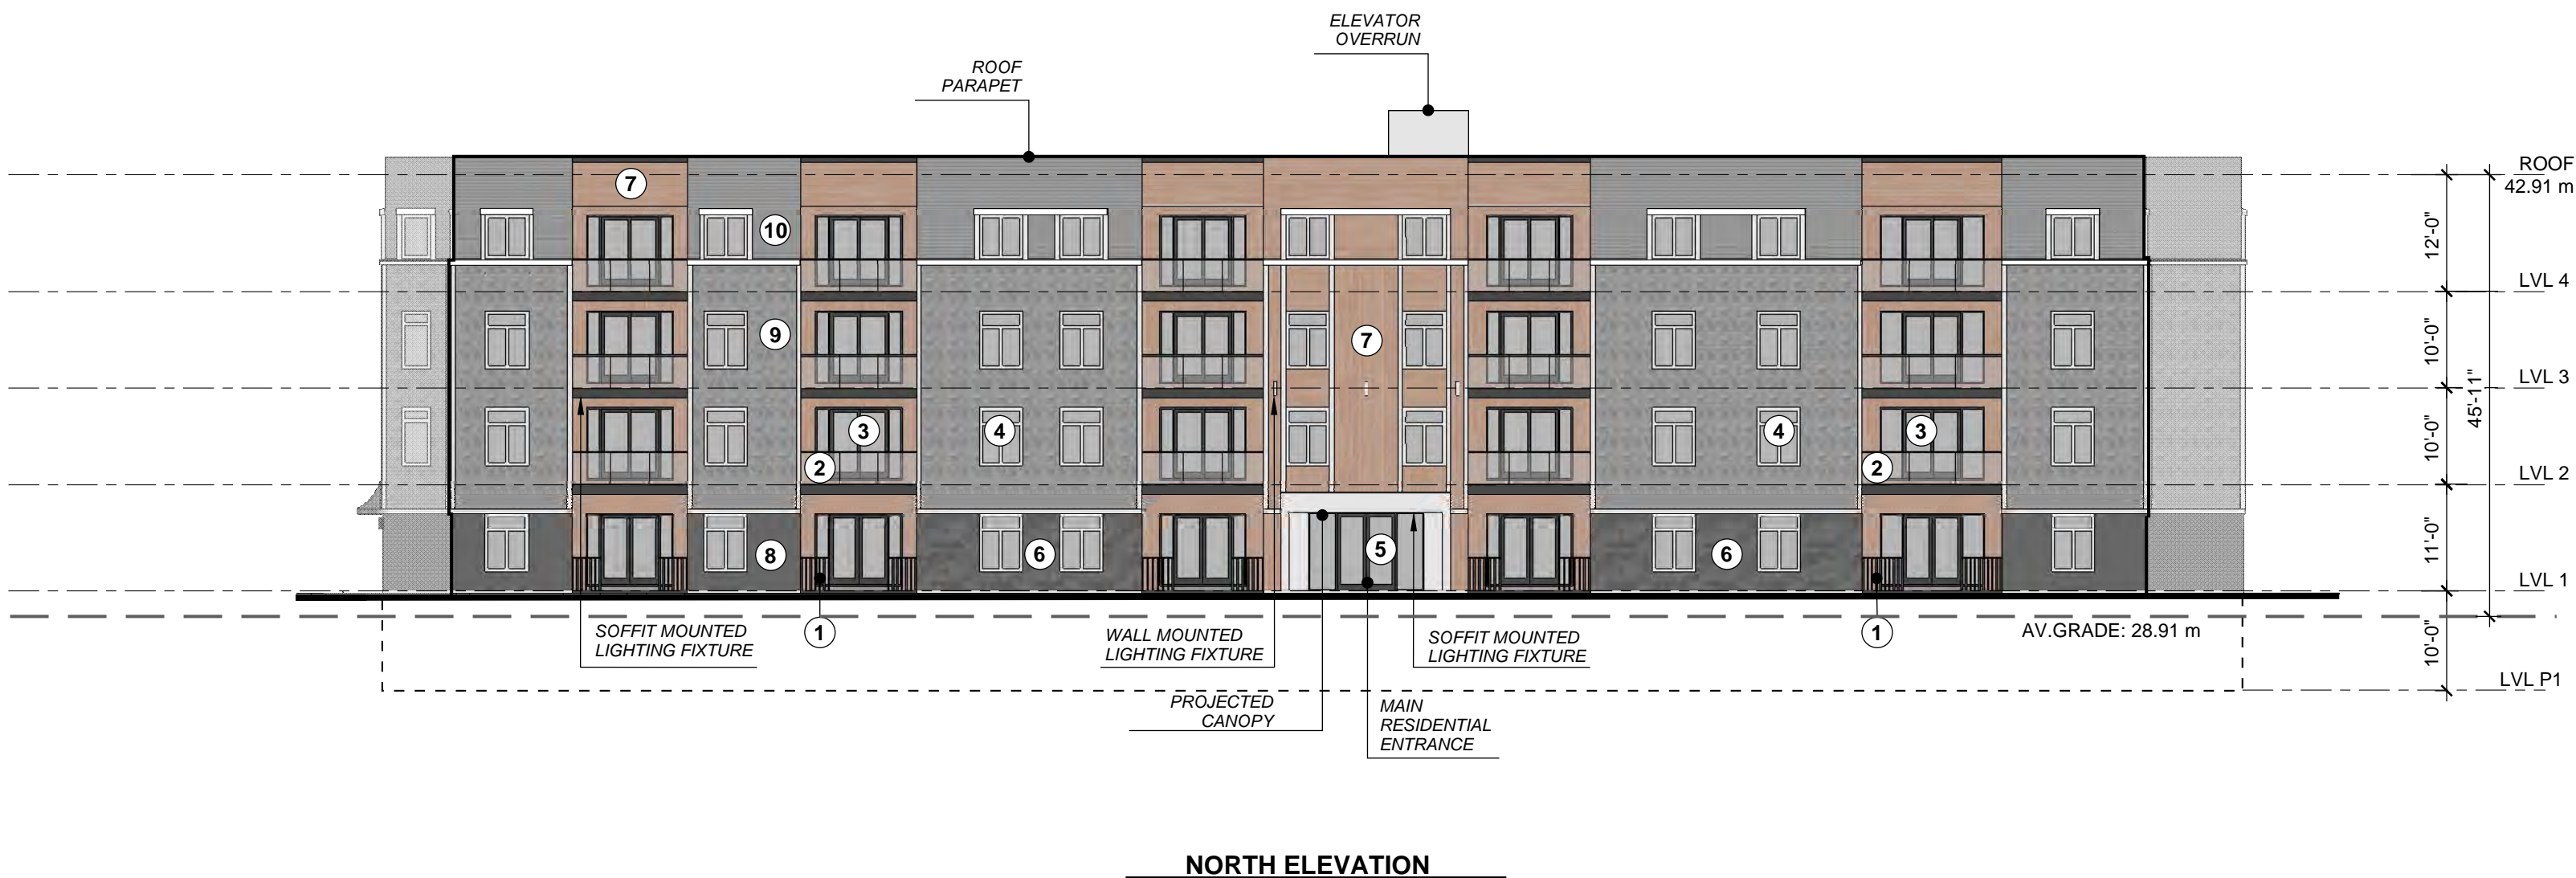 ELEVATOR
OVERRUN
ROOF
PARAPET
ROOF
42.91 m
7
10
12'-0"
LVL 4
9
7
10'-0"
LVL 3
45'-11"
3
4
4
3
2
2
10'-0"
LVL 2
8
6
5
6
11'-0"
LVL 1
1
1
SOFFIT MOUNTED
LIGHTING FIXTURE
WALL MOUNTED
LIGHTING FIXTURE
SOFFIT MOUNTED
LIGHTING FIXTURE
AV.GRADE: 28.91 m
10'-0"
LVL P1
PROJECTED
CANOPY
MAIN
RESIDENTIAL
ENTRANCE
NORTH ELEVATION